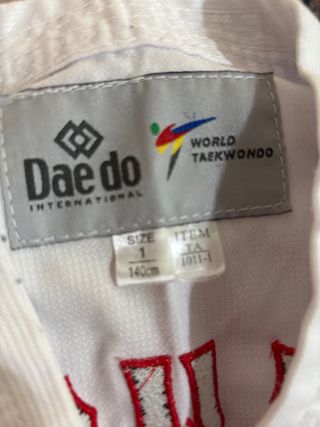 Dae do
INTERNATIONAL
WORLD
TAEKWONDO
SIZE
1
140cm
ITEM
TA
1011-1